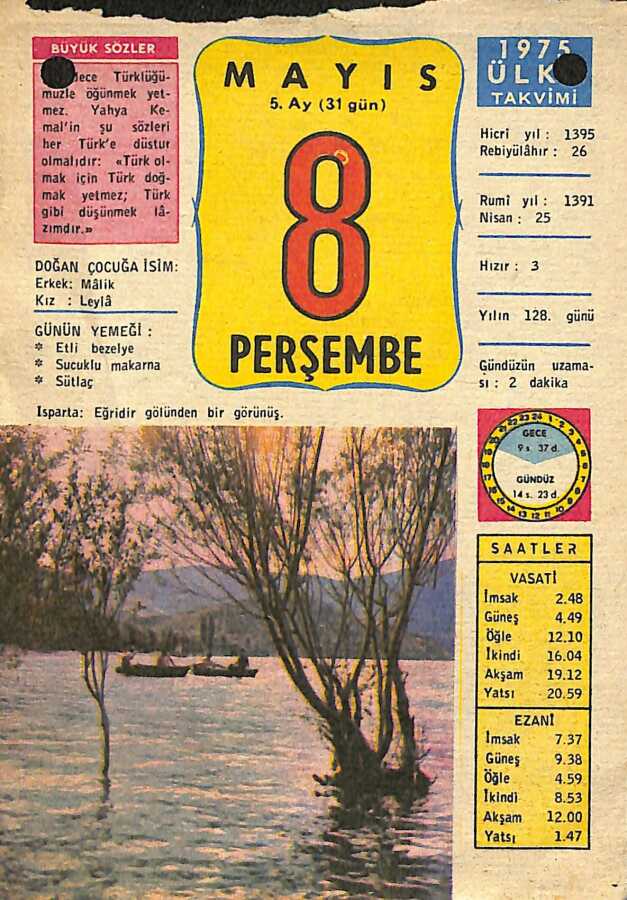 BÜYÜK SÖZLER
Türklüğü-
müzle öğünmek yet-
mez. Yahya Ke-
mal'in şu sözleri
her Türk'e düstur
olmalıdır: «Türk ol-
mak için Türk doğ-
mak yetmez; Türk
gibi düşünmek lâ-
zımdır.»
DOĞAN ÇOCUĞA İSİM:
Erkek: Mâlik
Kız : Leylâ
GÜNÜN YEMEĞİ :
* Etli bezelye
* Sucuklu makarna
* Sütlaç
MAYIS
5. Ay (31 gün)
8
PERŞEMBE
1975
TAKVİMİ
Hicrî yıl : 1395
Rebiyülâhır : 26
Rumî yıl : 1391
Nisan : 25
Hızır : 3
Yılın 128. günü
Gündüzün uzama-
sı : 2 dakika
Isparta: Eğridir gölünden bir görünüş.
GECE
9 s. 37 d.
GÜNDÜZ
14 s. 23 d.
SAATLER
VASATİ
İmsak 2.48
Güneş 4.49
Öğle 12.10
İkindi 16.04
Akşam 19.12
Yatsı 20.59
EZANİ
İmsak 7.37
Güneş 9.38
Öğle 4.59
İkindi 8.53
Akşam 12.00
Yatsı 1.47